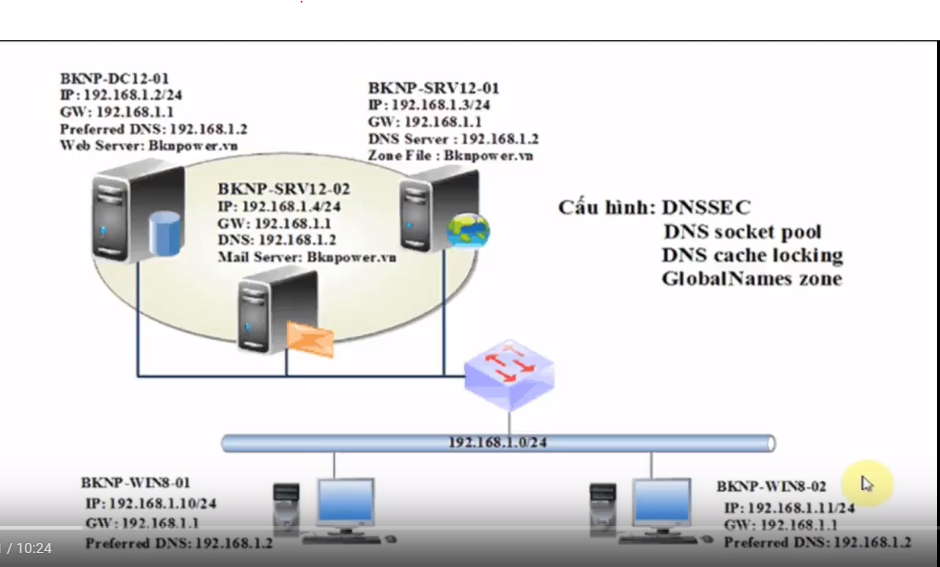 BKNP-DC12-01
IP: 192.168.1.2/24
GW: 192.168.1.1
Preferred DNS: 192.168.1.2
Web Server: Bknpower.vn
BKNP-SRV12-01
IP: 192.168.1.3/24
GW: 192.168.1.1
DNS Server : 192.168.1.2
Zone File : Bknpower.vn
BKNP-SRV12-02
IP: 192.168.1.4/24
GW: 192.168.1.1
DNS: 192.168.1.2
Mail Server: Bknpower.vn
Cấu hình: DNSSEC
DNS socket pool
DNS cache locking
GlobalNames zone
192.168.1.0/24
BKNP-WIN8-01
IP: 192.168.1.10/24
GW: 192.168.1.1
Preferred DNS: 192.168.1.2
BKNP-WIN8-02
IP: 192.168.1.11/24
GW: 192.168.1.1
Preferred DNS: 192.168.1.2
/ 10:24